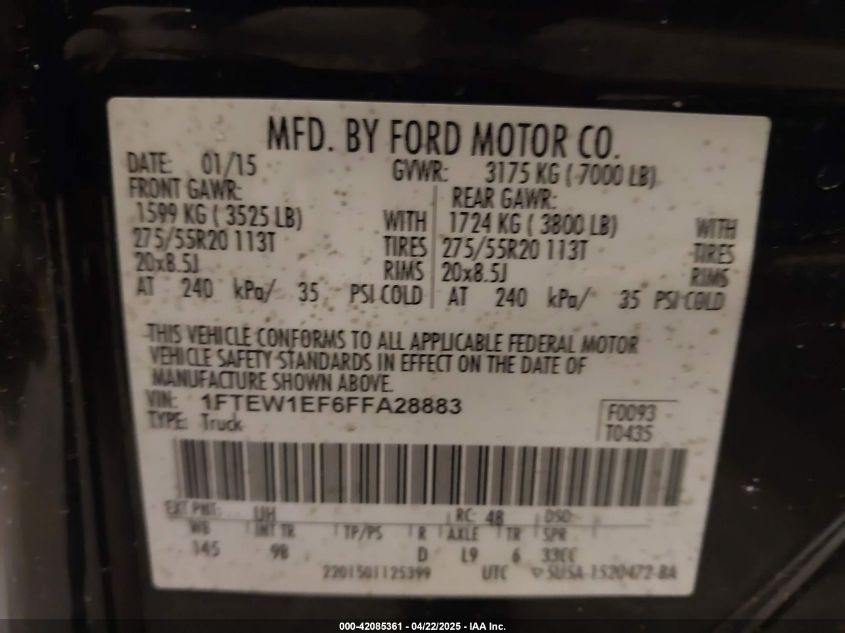 MFD. BY FORD MOTOR CO.
DATE: 01/15 GVWR: 3175 KG ( 7000 LB)
FRONT GAWR: REAR GAWR:
1599 KG ( 3525 LB) WITH 1724 KG ( 3800 LB) WITH
275/55R20 113T TIRES 275/55R20 113T TIRES
20x8.5J RIMS 20x8.5J RIMS
AT 240 kPa/ 35 PSI COLD AT 240 kPa/ 35 PSI COLD
THIS VEHICLE CONFORMS TO ALL APPLICABLE FEDERAL MOTOR
VEHICLE SAFETY STANDARDS IN EFFECT ON THE DATE OF
MANUFACTURE SHOWN ABOVE.
VIN: 1FTEW1EF6FFA28883
TYPE: Truck
F0093
T0435
EXT PNT: UH RC: 48 DSO:
WB INT TR TP/PS R AXLE TR SPR
145 9B D L9 6 33CC
2201501125399 UTC ▽ SUSA-1520472-BA
000-42085361 - 04/22/2025 - IAA Inc.